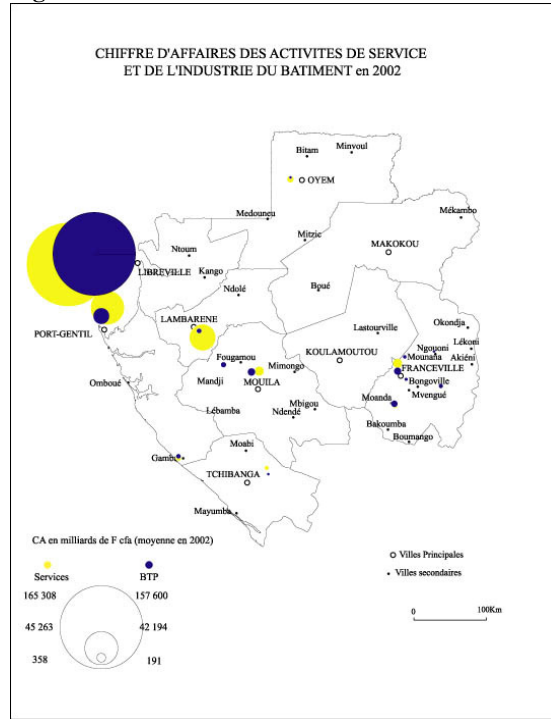 CHIFFRE D'AFFAIRES DES ACTIVITES DE SERVICE
ET DE L'INDUSTRIE DU BATIMENT en 2002
Bitam
Minvoul
OYEM
Medouneu
Mékambo
Mitzic
Ntoum
MAKOKOU
LIBREVILLE
Kango
Ndolé
Boué
LAMBARENE
Okondja
PORT-GENTIL
Lastourville
Lékoni
Ngouoni
Fougamou
KOULAMOUTOU
Mounana
Akiéni
Mimongo
FRANCEVILLE
Omboué
Mandji
MOUILA
Bongoville
Mvengué
Moanda
Lébamba
Mbigou
Ndendé
Bakoumba
Boumango
Moabi
Gamba
TCHIBANGA
Mayumba
CA en milliards de F cfa (moyenne en 2002)
Services
BTP
165 308
157 600
45 263
42 194
358
191
Villes Principales
Villes secondaires
0
100Km